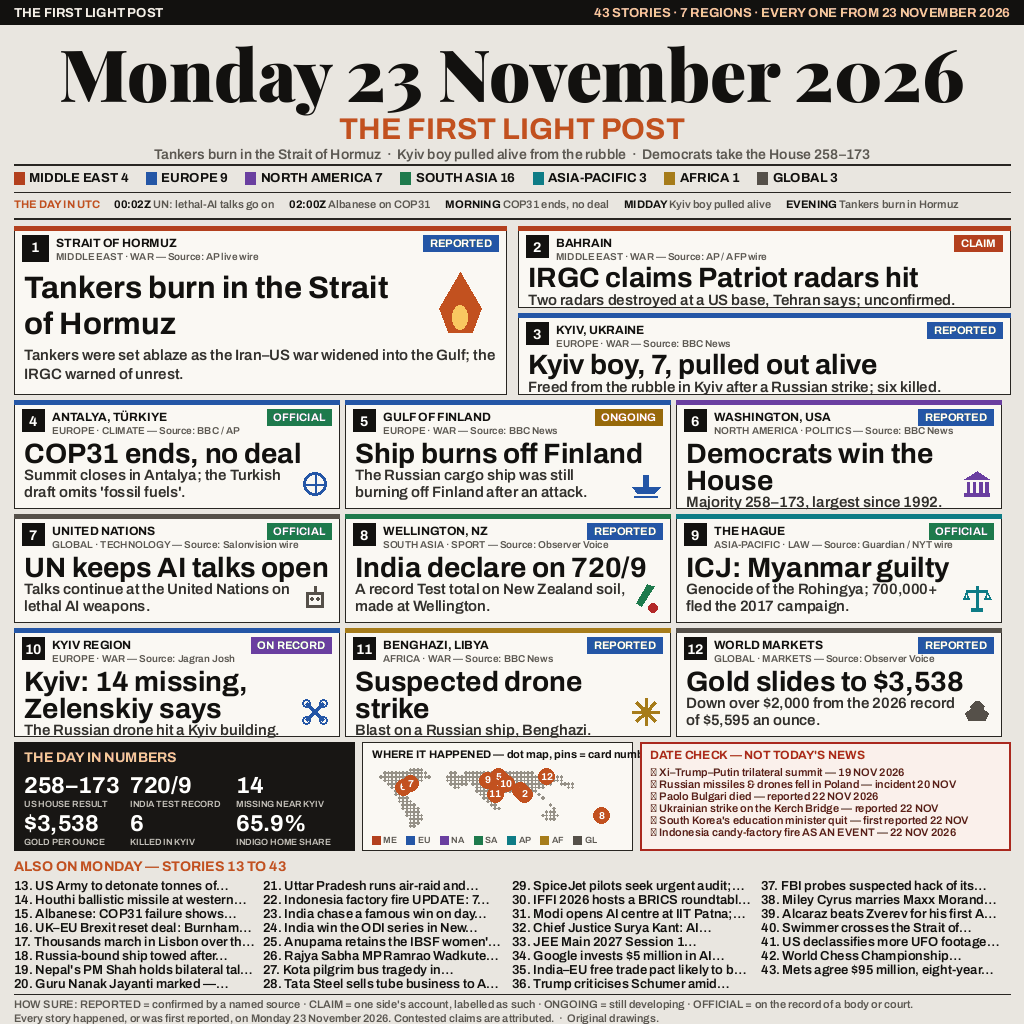 THE FIRST LIGHT POST
43 STORIES · 7 REGIONS · EVERY ONE FROM 23 NOVEMBER 2026
Monday 23 November 2026
THE FIRST LIGHT POST
Tankers burn in the Strait of Hormuz · Kyiv boy pulled alive from the rubble · Democrats take the House 258–173
MIDDLE EAST 4 EUROPE 9 NORTH AMERICA 7 SOUTH ASIA 16 ASIA-PACIFIC 3 AFRICA 1 GLOBAL 3
THE DAY IN UTC 00:02Z UN: lethal-AI talks go on 02:00Z Albanese on COP31 MORNING COP31 ends, no deal MIDDAY Kyiv boy pulled alive EVENING Tankers burn in Hormuz
1 STRAIT OF HORMUZ REPORTED
MIDDLE EAST · WAR — Source: AP live wire
Tankers burn in the Strait
of Hormuz
Tankers were set ablaze as the Iran–US war widened into the Gulf; the
IRGC warned of unrest.
2 BAHRAIN CLAIM
MIDDLE EAST · WAR — Source: AP / AFP wire
IRGC claims Patriot radars hit
Two radars destroyed at a US base, Tehran says; unconfirmed.
3 KYIV, UKRAINE REPORTED
EUROPE · WAR — Source: BBC News
Kyiv boy, 7, pulled out alive
Freed from the rubble in Kyiv after a Russian strike; six killed.
4 ANTALYA, TÜRKIYE OFFICIAL
EUROPE · CLIMATE — Source: BBC / AP
COP31 ends, no deal
Summit closes in Antalya; the Turkish
draft omits 'fossil fuels'.
5 GULF OF FINLAND ONGOING
EUROPE · WAR — Source: BBC News
Ship burns off Finland
The Russian cargo ship was still
burning off Finland after an attack.
6 WASHINGTON, USA REPORTED
NORTH AMERICA · POLITICS — Source: BBC News
Democrats win the
House
Majority 258–173, largest since 1992.
7 UNITED NATIONS OFFICIAL
GLOBAL · TECHNOLOGY — Source: Salonvision wire
UN keeps AI talks open
Talks continue at the United Nations on
lethal AI weapons.
8 WELLINGTON, NZ REPORTED
SOUTH ASIA · SPORT — Source: Observer Voice
India declare on 720/9
A record Test total on New Zealand soil,
made at Wellington.
9 THE HAGUE OFFICIAL
ASIA-PACIFIC · LAW — Source: Guardian / NYT wire
ICJ: Myanmar guilty
Genocide of the Rohingya; 700,000+
fled the 2017 campaign.
10 KYIV REGION ON RECORD
EUROPE · WAR — Source: Jagran Josh
Kyiv: 14 missing,
Zelenskiy says
The Russian drone hit a Kyiv building.
11 BENGHAZI, LIBYA REPORTED
AFRICA · WAR — Source: BBC News
Suspected drone
strike
Blast on a Russian ship, Benghazi.
12 WORLD MARKETS REPORTED
GLOBAL · MARKETS — Source: Observer Voice
Gold slides to $3,538
Down over $2,000 from the 2026 record
of $5,595 an ounce.
THE DAY IN NUMBERS
258–173 720/9 14
US HOUSE RESULT INDIA TEST RECORD MISSING NEAR KYIV
$3,538 6 65.9%
GOLD PER OUNCE KILLED IN KYIV INDIGO HOME SHARE
WHERE IT HAPPENED — dot map, pins = card numb
7 9 5 10 12 11 2 8
ME EU NA SA AP AF GL
DATE CHECK — NOT TODAY'S NEWS
Xi–Trump–Putin trilateral summit — 19 NOV 2026
Russian missiles & drones fell in Poland — incident 20 NOV
Paolo Bulgari died — reported 22 NOV 2026
Ukrainian strike on the Kerch Bridge — reported 22 NOV
South Korea's education minister quit — first reported 22 NOV
Indonesia candy-factory fire AS AN EVENT — 22 NOV 2026
ALSO ON MONDAY — STORIES 13 TO 43
13. US Army to detonate tonnes of…
14. Houthi ballistic missile at western…
15. Albanese: COP31 failure shows…
16. UK–EU Brexit reset deal: Burnham…
17. Thousands march in Lisbon over th…
18. Russia-bound ship towed after…
19. Nepal's PM Shah holds bilateral tal…
20. Guru Nanak Jayanti marked —…
21. Uttar Pradesh runs air-raid and…
22. Indonesia factory fire UPDATE: 7…
23. India chase a famous win on day…
24. India win the ODI series in New…
25. Anupama retains the IBSF women'…
26. Rajya Sabha MP Ramrao Wadkute…
27. Kota pilgrim bus tragedy in…
28. Tata Steel sells tube business to A…
29. SpiceJet pilots seek urgent audit;…
30. IFFI 2026 hosts a BRICS roundtabl…
31. Modi opens AI centre at IIT Patna;…
32. Chief Justice Surya Kant: AI…
33. JEE Main 2027 Session 1…
34. Google invests $5 million in AI…
35. India–EU free trade pact likely to b…
36. Trump criticises Schumer amid…
37. FBI probes suspected hack of its…
38. Miley Cyrus marries Maxx Morand…
39. Alcaraz beats Zverev for his first A…
40. Swimmer crosses the Strait of…
41. US declassifies more UFO footage…
42. World Chess Championship…
43. Mets agree $95 million, eight-year…
HOW SURE: REPORTED = confirmed by a named source · CLAIM = one side's account, labelled as such · ONGOING = still developing · OFFICIAL = on the record of a body or court.
Every story happened, or was first reported, on Monday 23 November 2026. Contested claims are attributed. · Original drawings.